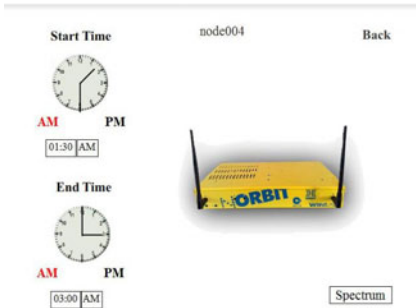 Start Time
AM PM
01:30 AM
End Time
AM PM
03:00 AM
node004
Back
ORBIT
Spectrum